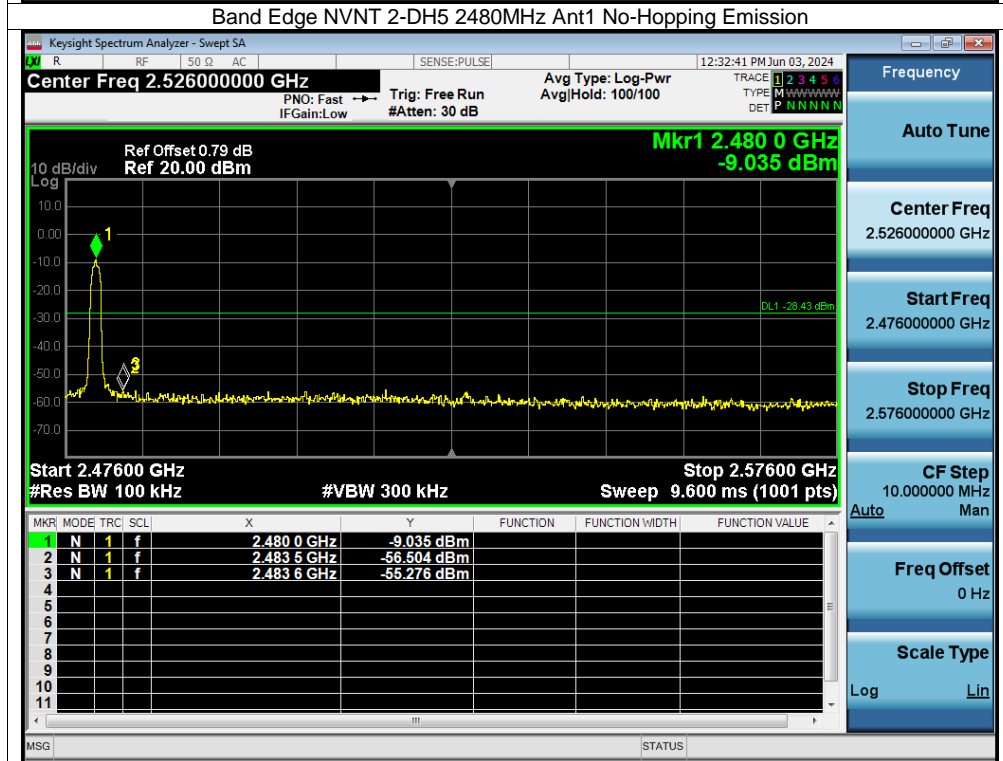 Band Edge NVNT 2-DH5 2480MHz Ant1 No-Hopping Emission
Keysight Spectrum Analyzer - Swept SA
LXI R RF 50 Ω AC SENSE:PULSE 12:32:41 PM Jun 03, 2024
Center Freq 2.526000000 GHz
PNO: Fast
IFGain:Low
Trig: Free Run
#Atten: 30 dB
Avg Type: Log-Pwr
Avg|Hold: 100/100
TRACE 1 2 3 4 5 6
TYPE M WWWWW
DET P N N N N N
Ref Offset 0.79 dB
Ref 20.00 dBm
10 dB/div
Log
Mkr1 2.480 0 GHz
-9.035 dBm
10.0
0.00
-10.0
-20.0
-30.0
-40.0
-50.0
-60.0
-70.0
1
3
DL1 -28.43 dBm
Start 2.47600 GHz
Stop 2.57600 GHz
#Res BW 100 kHz
#VBW 300 kHz
Sweep 9.600 ms (1001 pts)
MKR MODE TRC SCL X Y FUNCTION FUNCTION WIDTH FUNCTION VALUE
1 N 1 f 2.480 0 GHz -9.035 dBm
2 N 1 f 2.483 5 GHz -56.504 dBm
3 N 1 f 2.483 6 GHz -55.276 dBm
4
5
6
7
8
9
10
11
MSG
STATUS
Frequency
Auto Tune
Center Freq
2.526000000 GHz
Start Freq
2.476000000 GHz
Stop Freq
2.576000000 GHz
CF Step
10.000000 MHz
Auto Man
Freq Offset
0 Hz
Scale Type
Log Lin